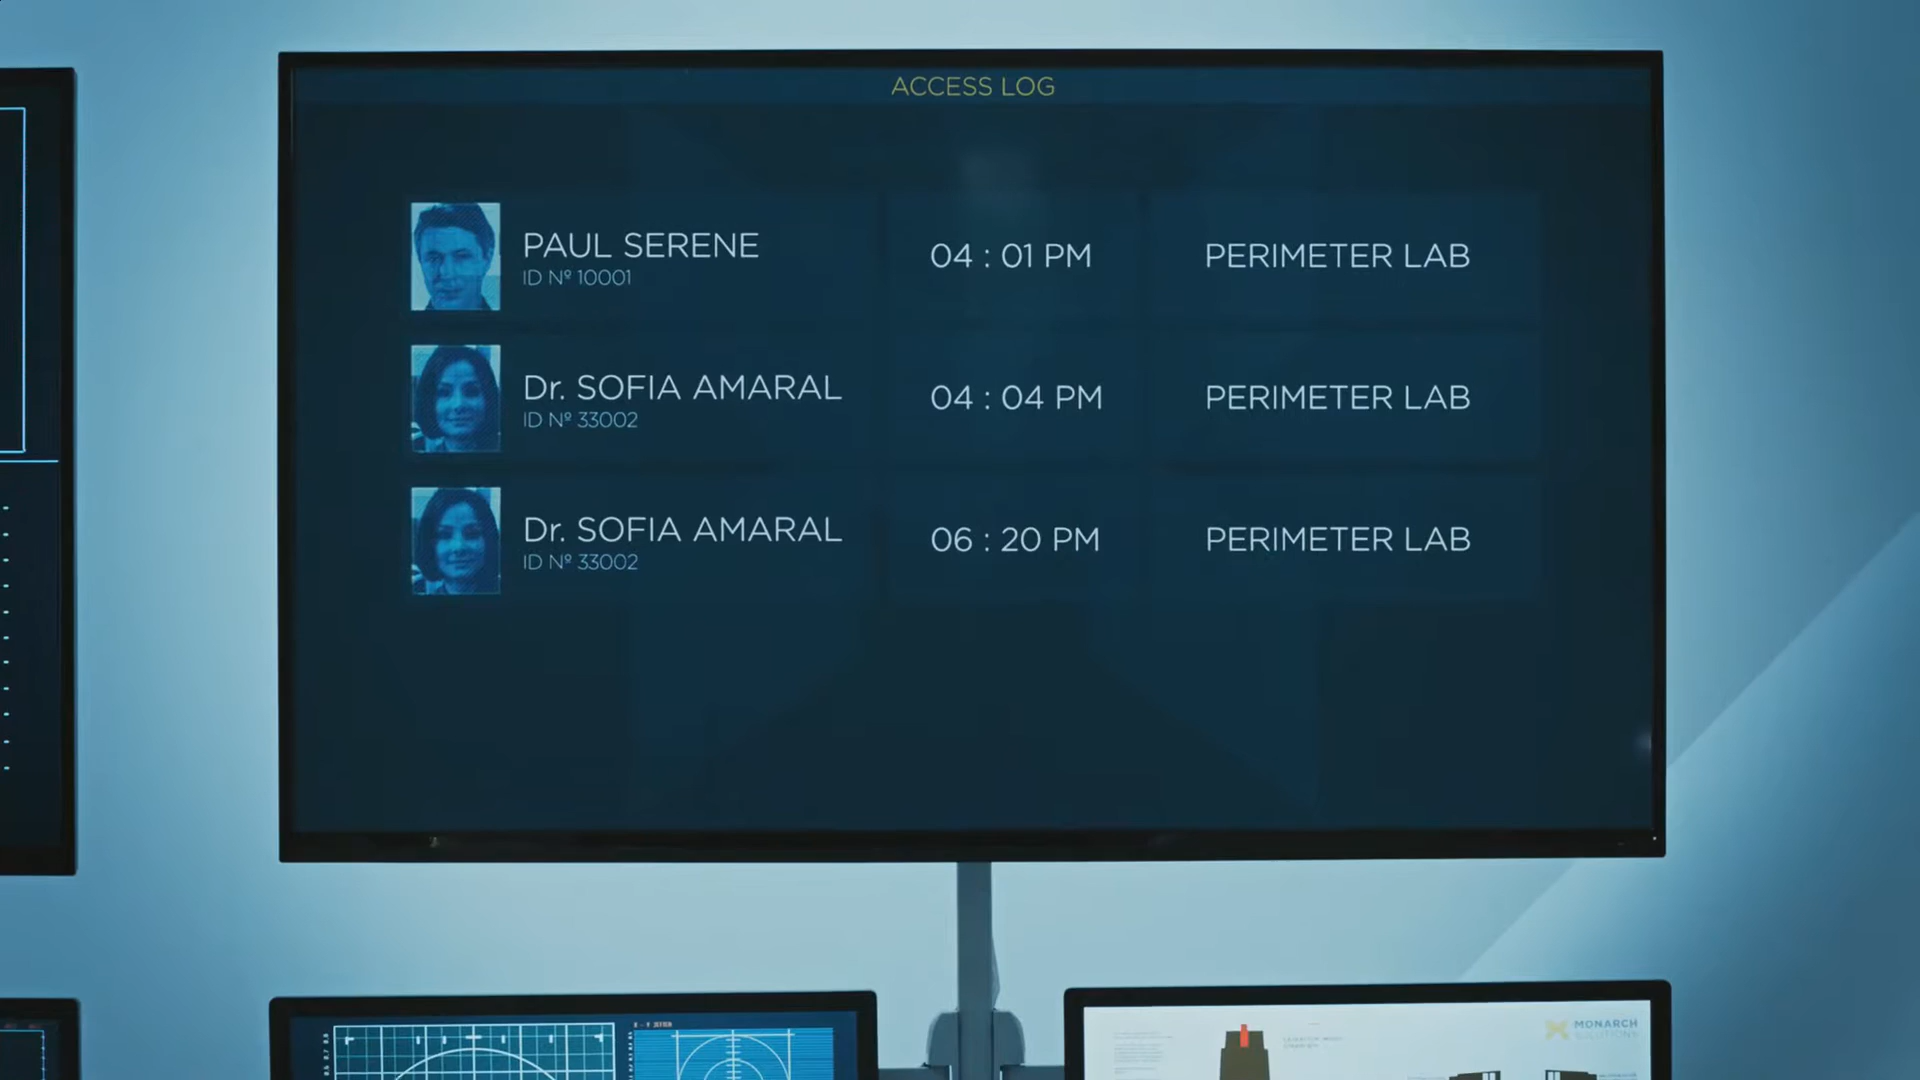 ACCESS LOG
PAUL SERENE
ID Nº 10001
04 : 01 PM
PERIMETER LAB
Dr. SOFIA AMARAL
ID Nº 33002
04 : 04 PM
PERIMETER LAB
Dr. SOFIA AMARAL
ID Nº 33002
06 : 20 PM
PERIMETER LAB
MONARCH
SOLUTIONS